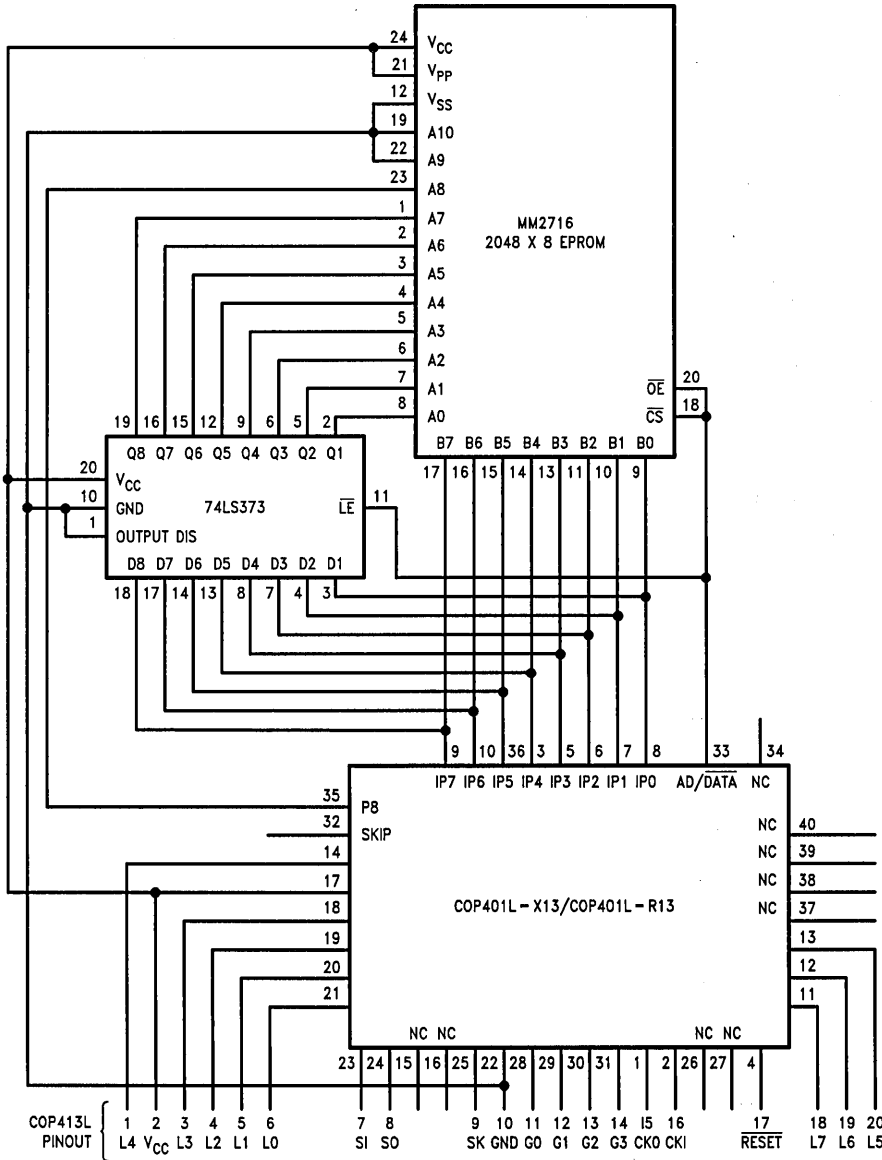 24 VCC
21 VPP
12 VSS
19 A10
22 A9
23 A8
1 A7
2 A6
3 A5
4 A4
5 A3
6 A2
7 A1
8 A0
MM2716
2048 X 8 EPROM
OE 20
CS 18
B7 B6 B5 B4 B3 B2 B1 B0
17 16 15 14 13 11 10 9
19 16 15 12 9 6 5 2
Q8 Q7 Q6 Q5 Q4 Q3 Q2 Q1
20 VCC
10 GND
1 OUTPUT DIS
74LS373
LE 11
D8 D7 D6 D5 D4 D3 D2 D1
18 17 14 13 8 7 4 3
9 10 36 3 5 6 7 8 33 34
IP7 IP6 IP5 IP4 IP3 IP2 IP1 IP0 AD/DATA NC
35 P8
32 SKIP
14
17
18
19
20
21
COP401L-X13/COP401L-R13
NC 40
NC 39
NC 38
NC 37
13
12
11
NC NC NC NC
23 24 15 16 25 22 28 29 30 31 1 2 26 27 4
COP413L
PINOUT
1 2 3 4 5 6 7 8 9 10 11 12 13 14 15 16 17 18 19 20
L4 VCC L3 L2 L1 L0 SI SO SK GND G0 G1 G2 G3 CKO CKI RESET L7 L6 L5